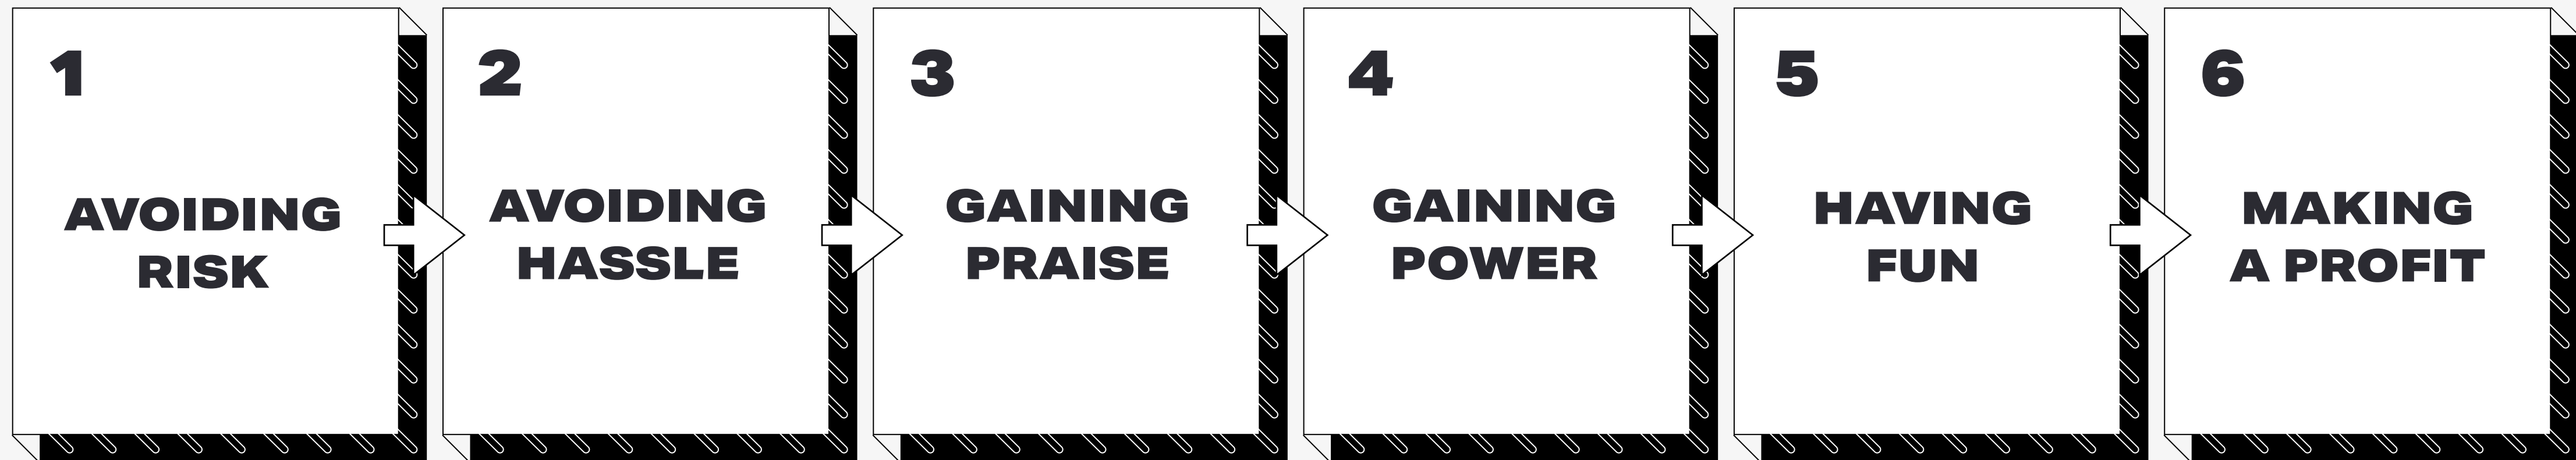 1
AVOIDING
RISK
2
AVOIDING
HASSLE
3
GAINING
PRAISE
4
GAINING
POWER
5
HAVING
FUN
6
MAKING
A PROFIT